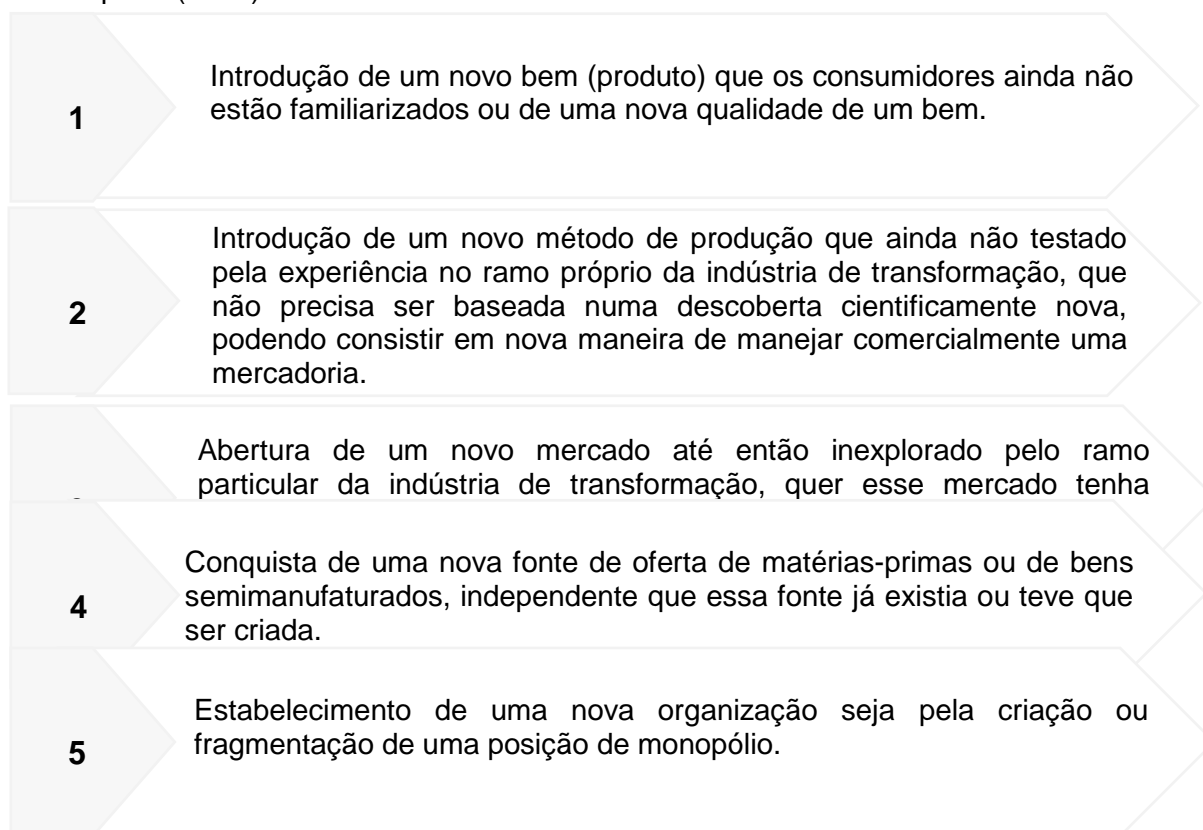 1
Introdução de um novo bem (produto) que os consumidores ainda não
estão familiarizados ou de uma nova qualidade de um bem.
2
Introdução de um novo método de produção que ainda não testado
pela experiência no ramo próprio da indústria de transformação, que
não precisa ser baseada numa descoberta cientificamente nova,
podendo consistir em nova maneira de manejar comercialmente uma
mercadoria.
Abertura de um novo mercado até então inexplorado pelo ramo
particular da indústria de transformação, quer esse mercado tenha
4
Conquista de uma nova fonte de oferta de matérias-primas ou de bens
semimanufaturados, independente que essa fonte já existia ou teve que
ser criada.
5
Estabelecimento de uma nova organização seja pela criação ou
fragmentação de uma posição de monopólio.